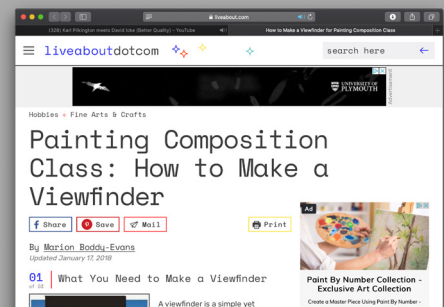 liveabout.com
(328) Karl Pilkington meets David Icke (Better Quality) - YouTube
How to Make a Viewfinder for Painting Composition Class
liveaboutdotcom
search here
UNIVERSITY OF
PLYMOUTH
Advertisement
Hobbies › Fine Arts & Crafts
Painting Composition
Class: How to Make a
Viewfinder
Share
Save
Mail
Print
By Marion Boddy-Evans
Updated January 17, 2018
01
of 05
What You Need to Make a Viewfinder
A viewfinder is a simple yet
Ad
Paint By Number Collection -
Exclusive Art Collection
Create a Master Piece Using Paint By Number -